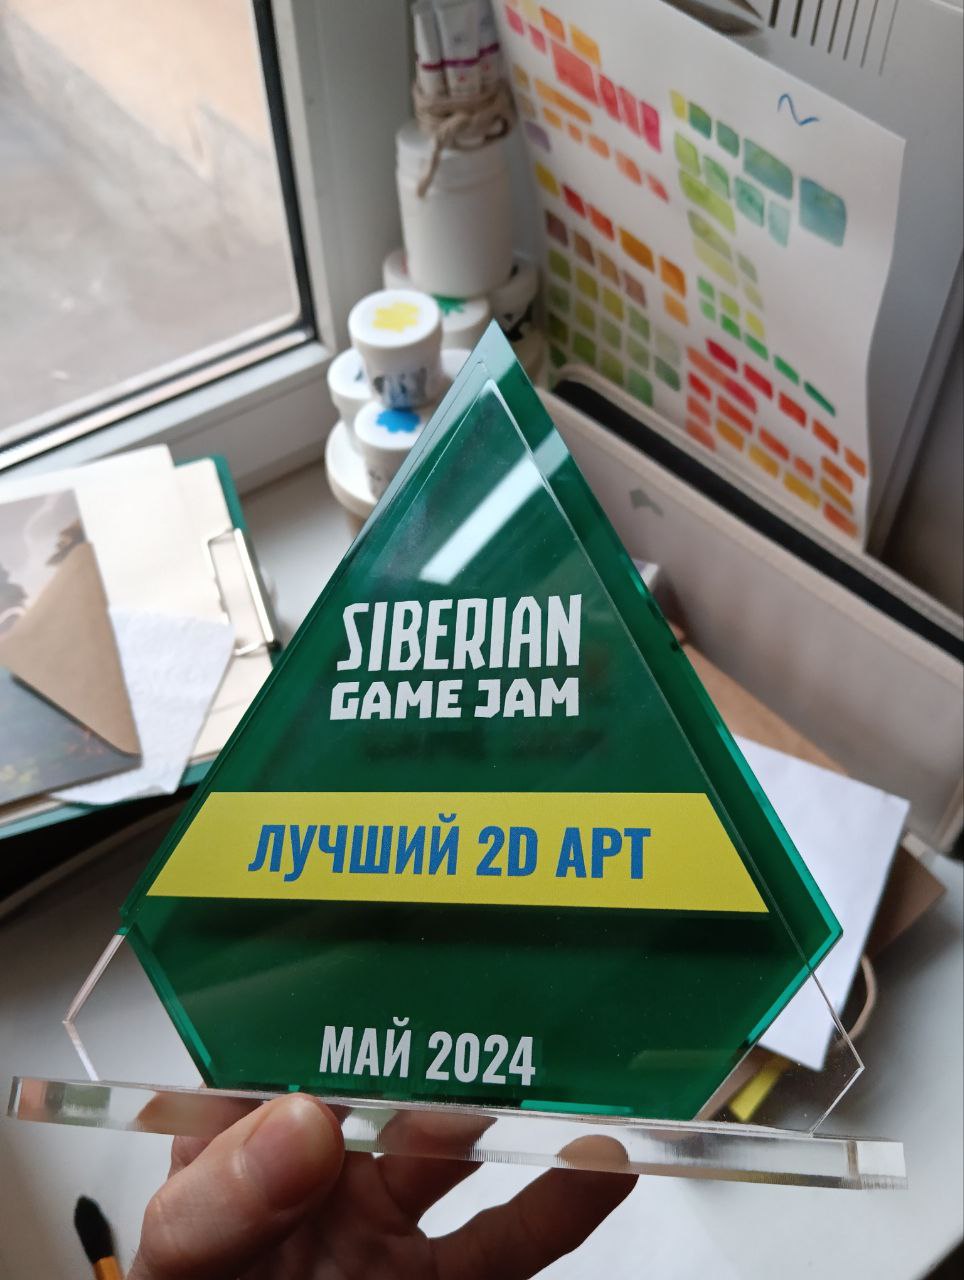 SIBERIAN
GAME JAM
ЛУЧШИЙ 2D АРТ
МАЙ 2024